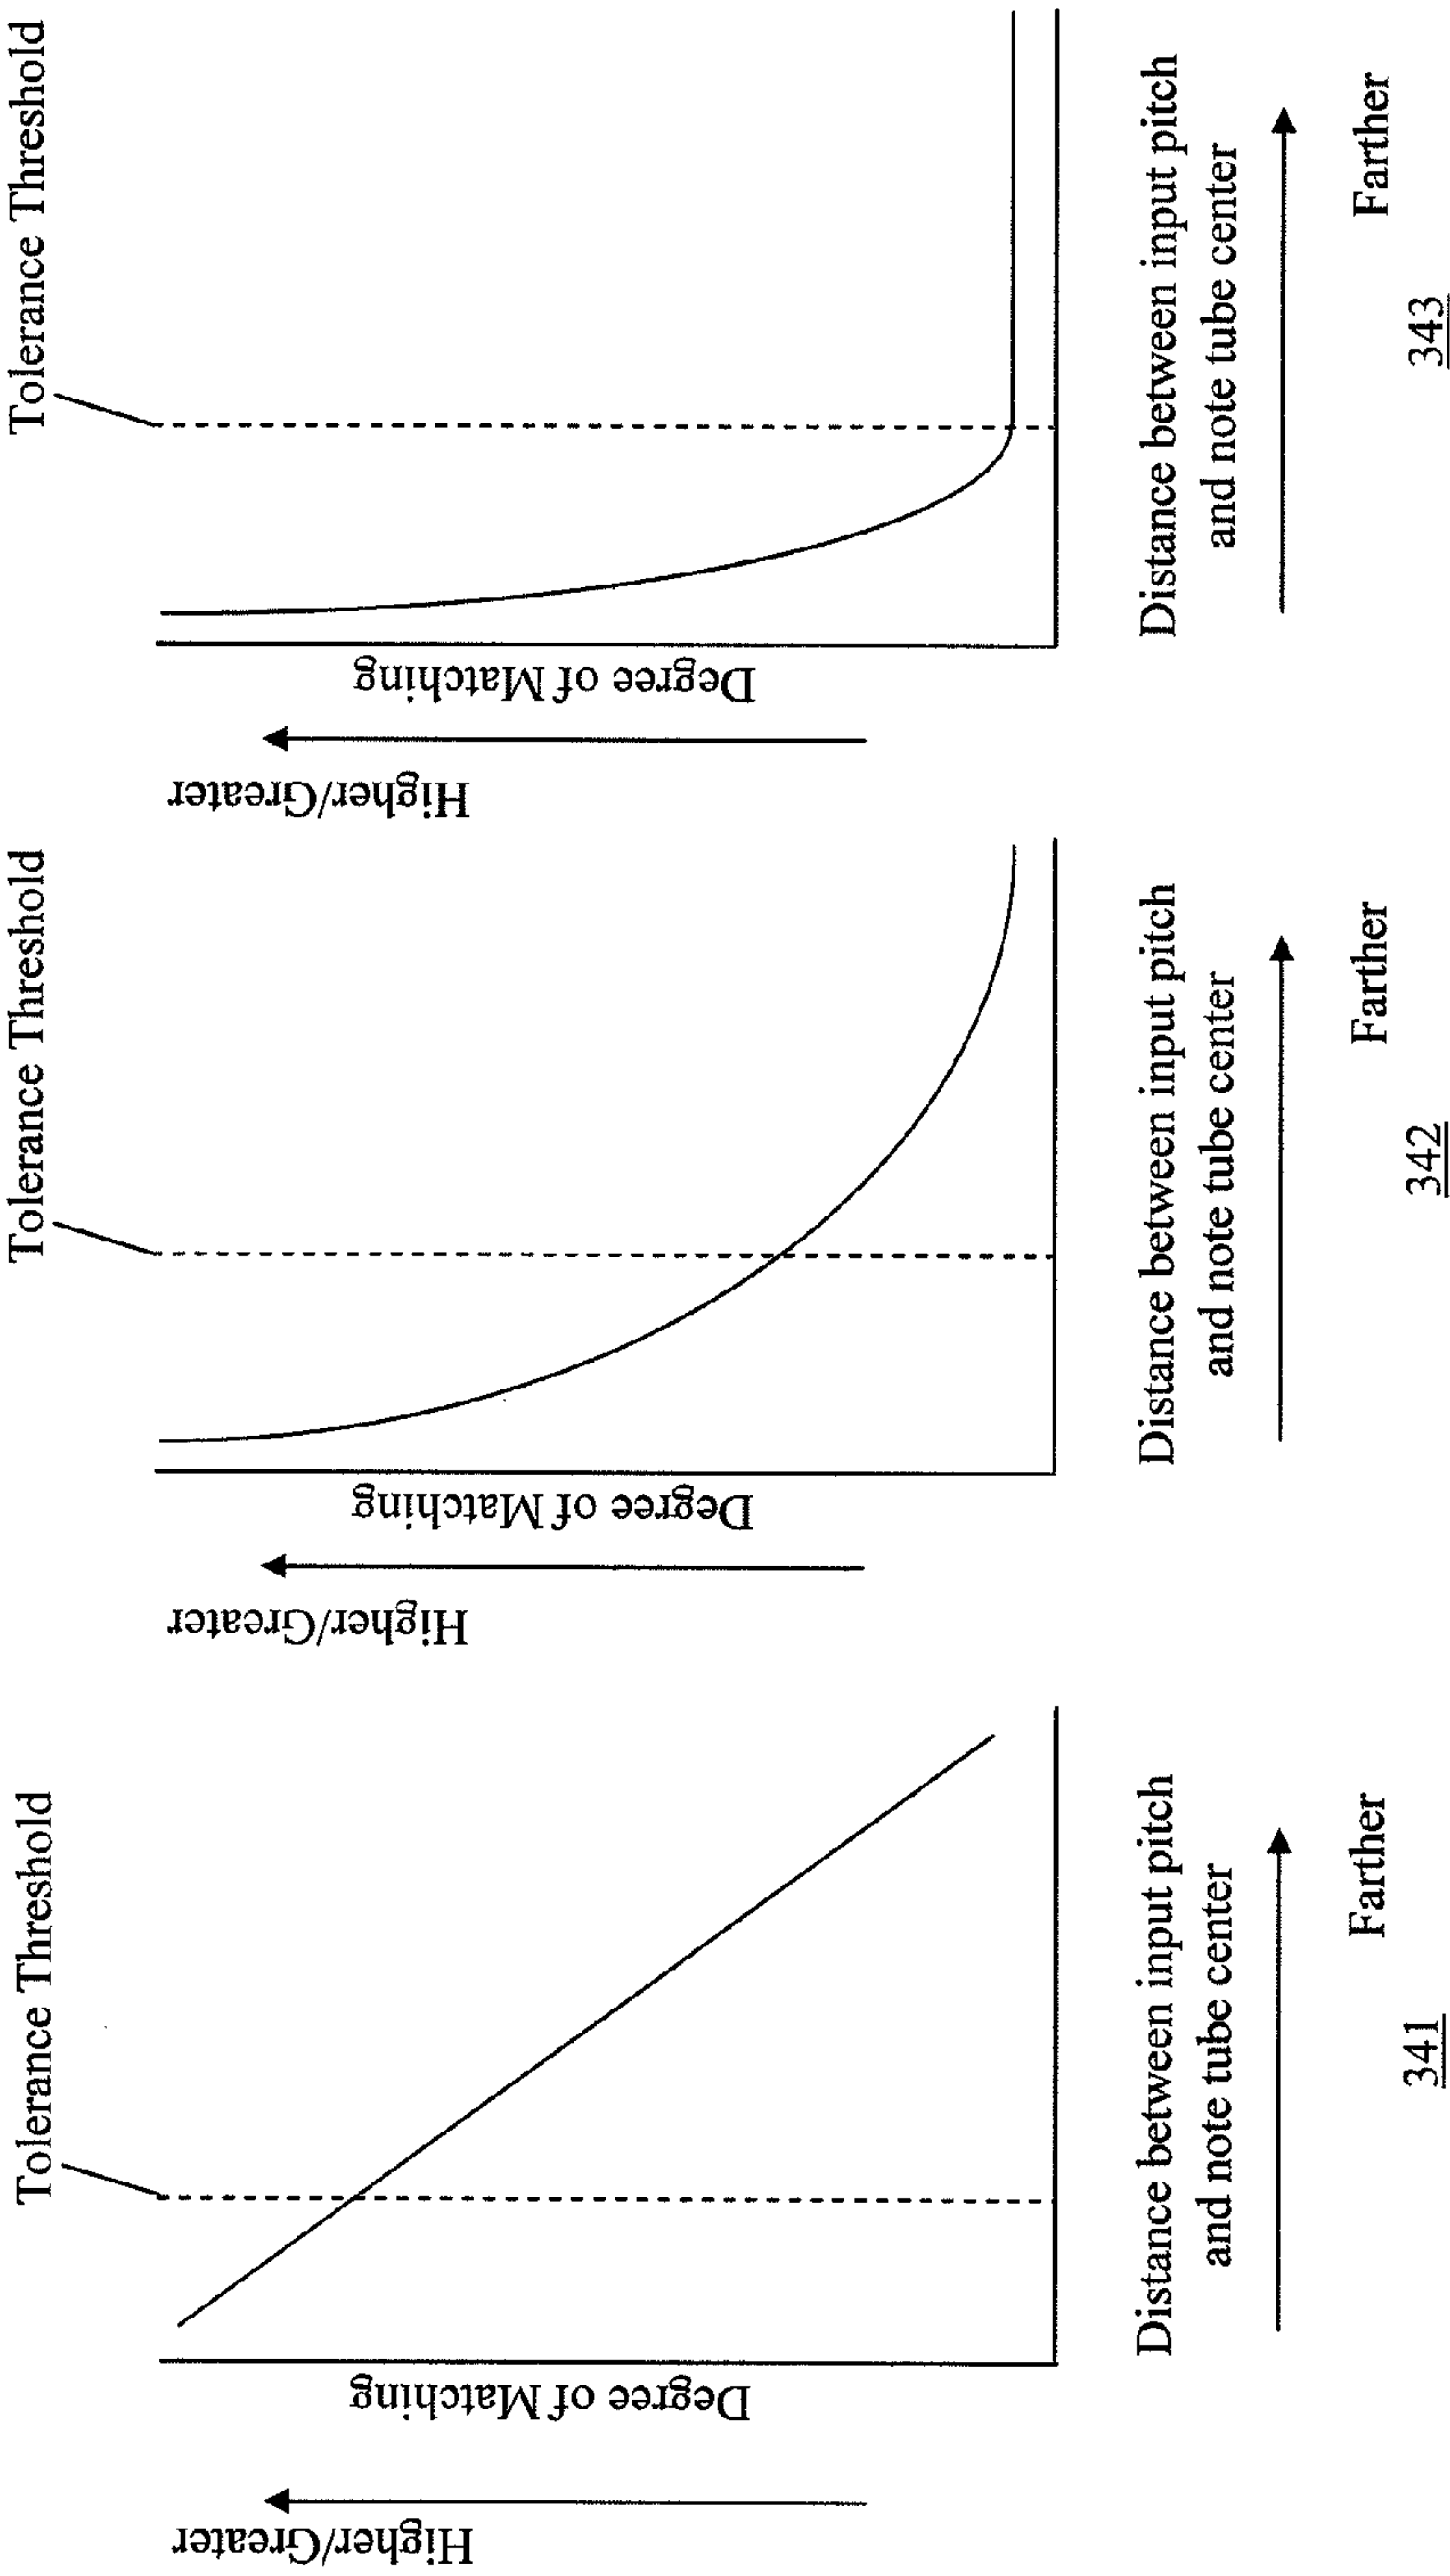 Tolerance Threshold
Higher/Greater
Degree of Matching
Distance between input pitch
and note tube center
Farther
341
Tolerance Threshold
Higher/Greater
Degree of Matching
Distance between input pitch
and note tube center
Farther
342
Tolerance Threshold
Higher/Greater
Degree of Matching
Distance between input pitch
and note tube center
Farther
343